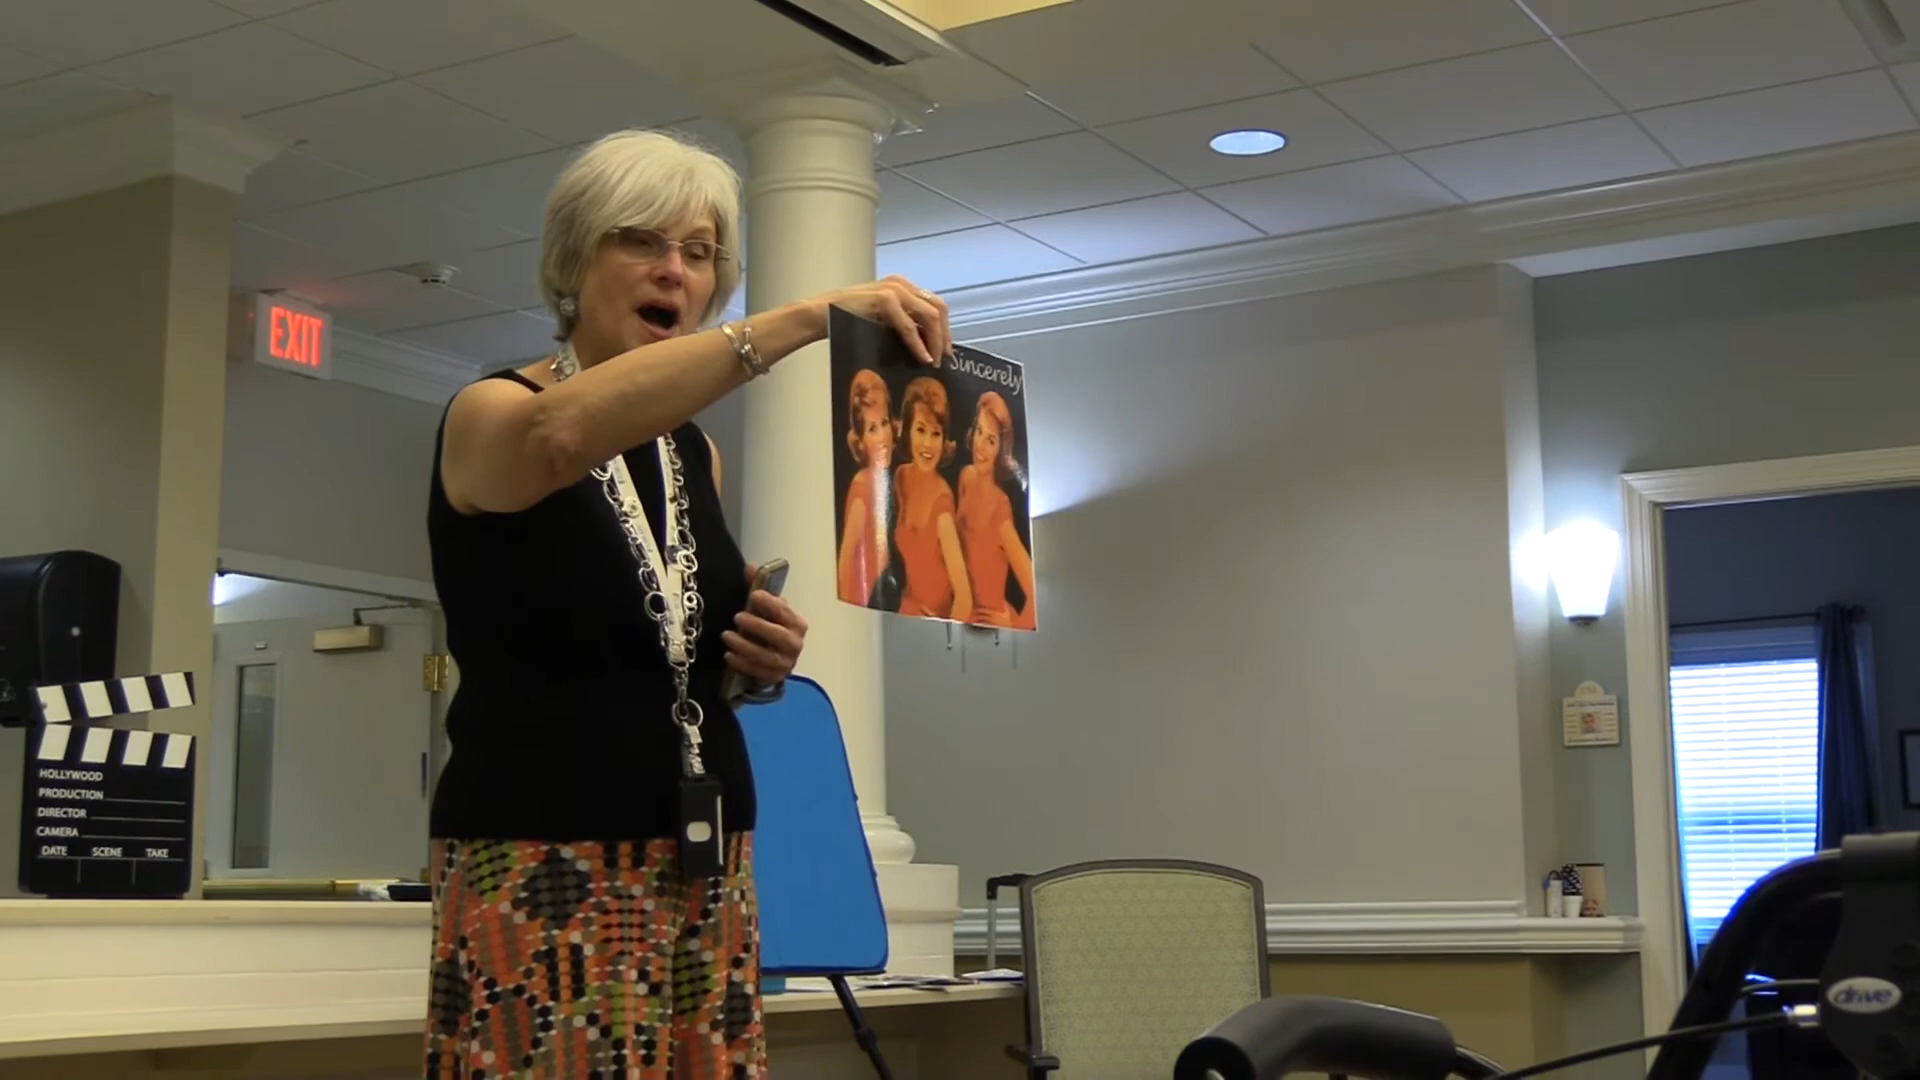 EXIT
Sincerely
HOLLYWOOD
PRODUCTION
DIRECTOR
CAMERA
DATE SCENE TAKE
drive